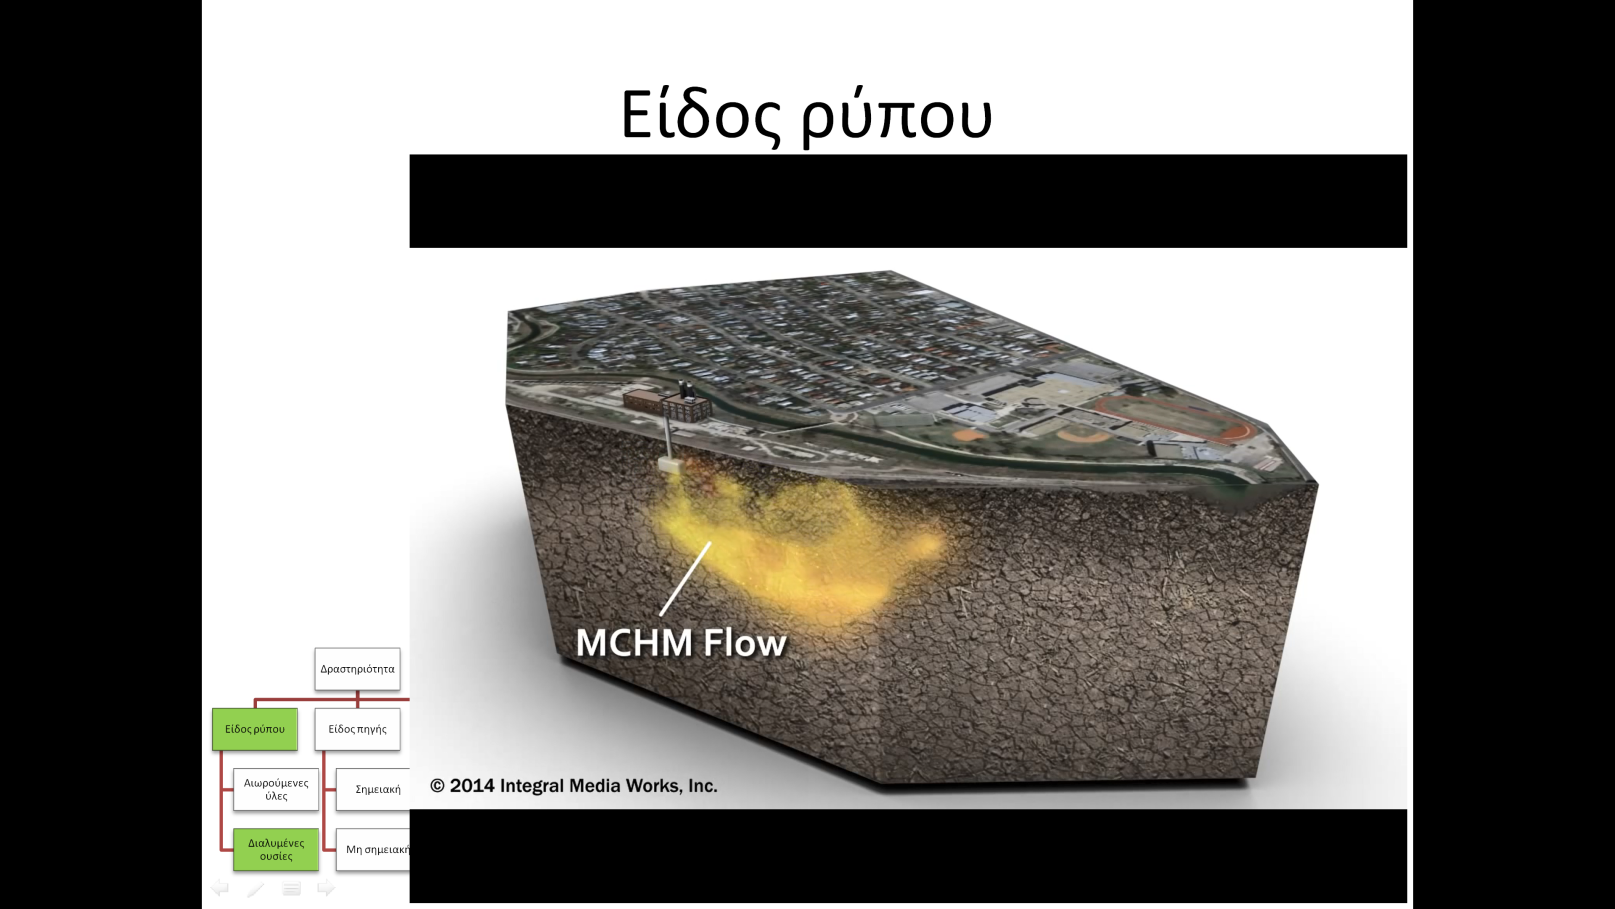 Είδος ρύπου
MCHM Flow
© 2014 Integral Media Works, Inc.
Δραστηριότητα
Είδος ρύπου
Είδος πηγής
Αιωρούμενες
ύλες
Σημειακή
Διαλυμένες
ουσίες
Μη σημειακή